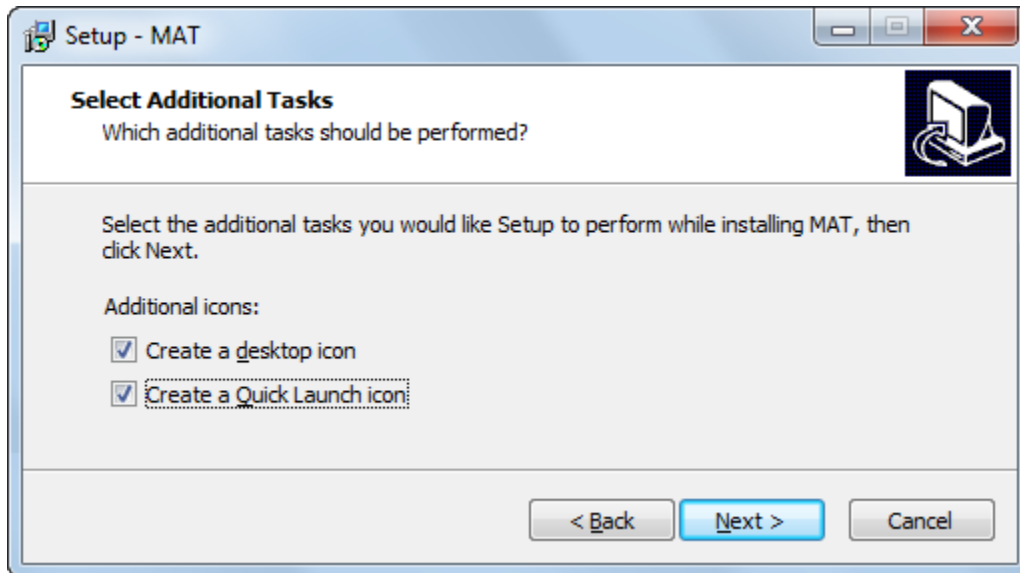 Setup - MAT
Select Additional Tasks
Which additional tasks should be performed?
Select the additional tasks you would like Setup to perform while installing MAT, then
click Next.
Additional icons:
Create a desktop icon
Create a Quick Launch icon
< Back
Next >
Cancel